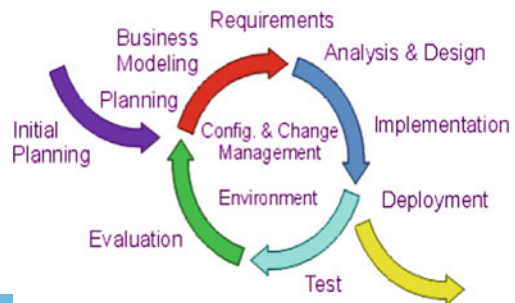 Requirements
Business
Modeling
Analysis & Design
Planning
Initial
Planning
Config. & Change
Management
Implementation
Environment
Deployment
Evaluation
Test